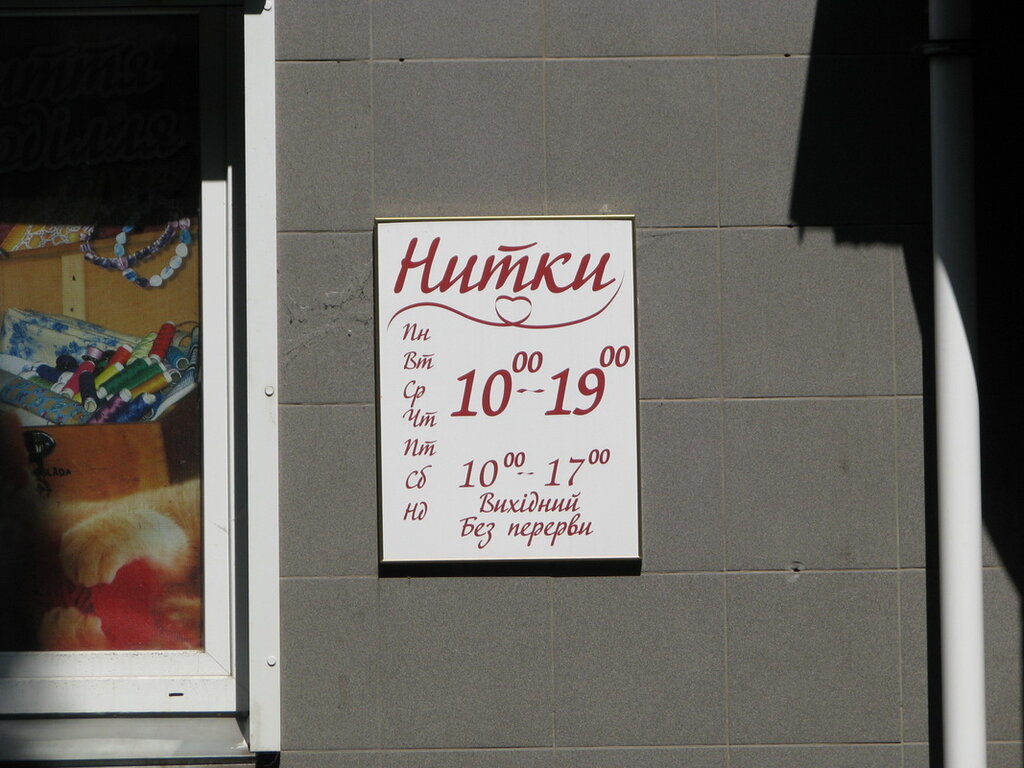 Нитки
Пн
Вт
Ср
Чт
Пт
10⁰⁰--19⁰⁰
Сб 10⁰⁰-- 17⁰⁰
Нд Вихідний
Без перерви